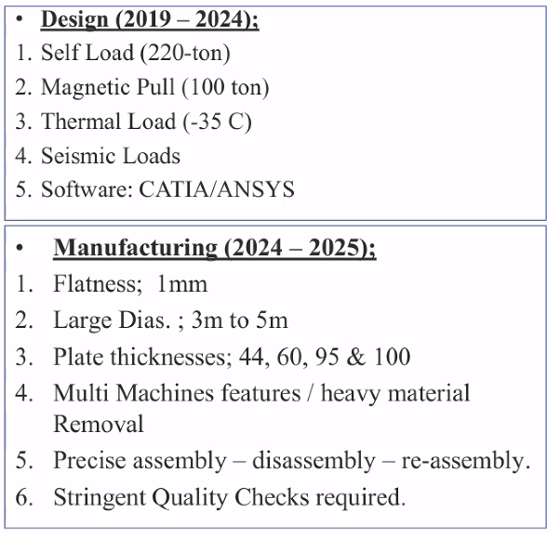 • Design (2019 – 2024);
1. Self Load (220-ton)
2. Magnetic Pull (100 ton)
3. Thermal Load (-35 C)
4. Seismic Loads
5. Software: CATIA/ANSYS
• Manufacturing (2024 – 2025);
1. Flatness; 1mm
2. Large Dias. ; 3m to 5m
3. Plate thicknesses; 44, 60, 95 & 100
4. Multi Machines features / heavy material
Removal
5. Precise assembly – disassembly – re-assembly.
6. Stringent Quality Checks required.